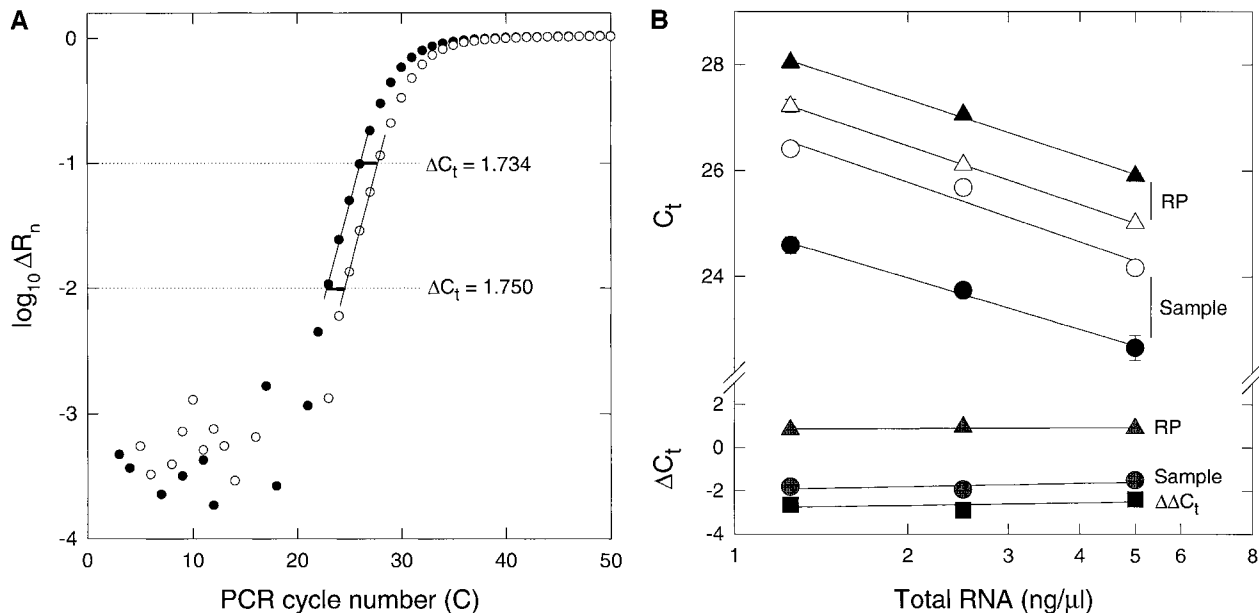 A
0
-1
-2
-3
-4
log₁₀ ΔRₙ
ΔCₜ = 1.734
ΔCₜ = 1.750
0 10 20 30 40 50
PCR cycle number (C)
B
28
26
24
Cₜ
RP
Sample
2
0
-2
-4
ΔCₜ
RP
Sample
ΔΔCₜ
1 2 3 4 5 6 8
Total RNA (ng/µl)